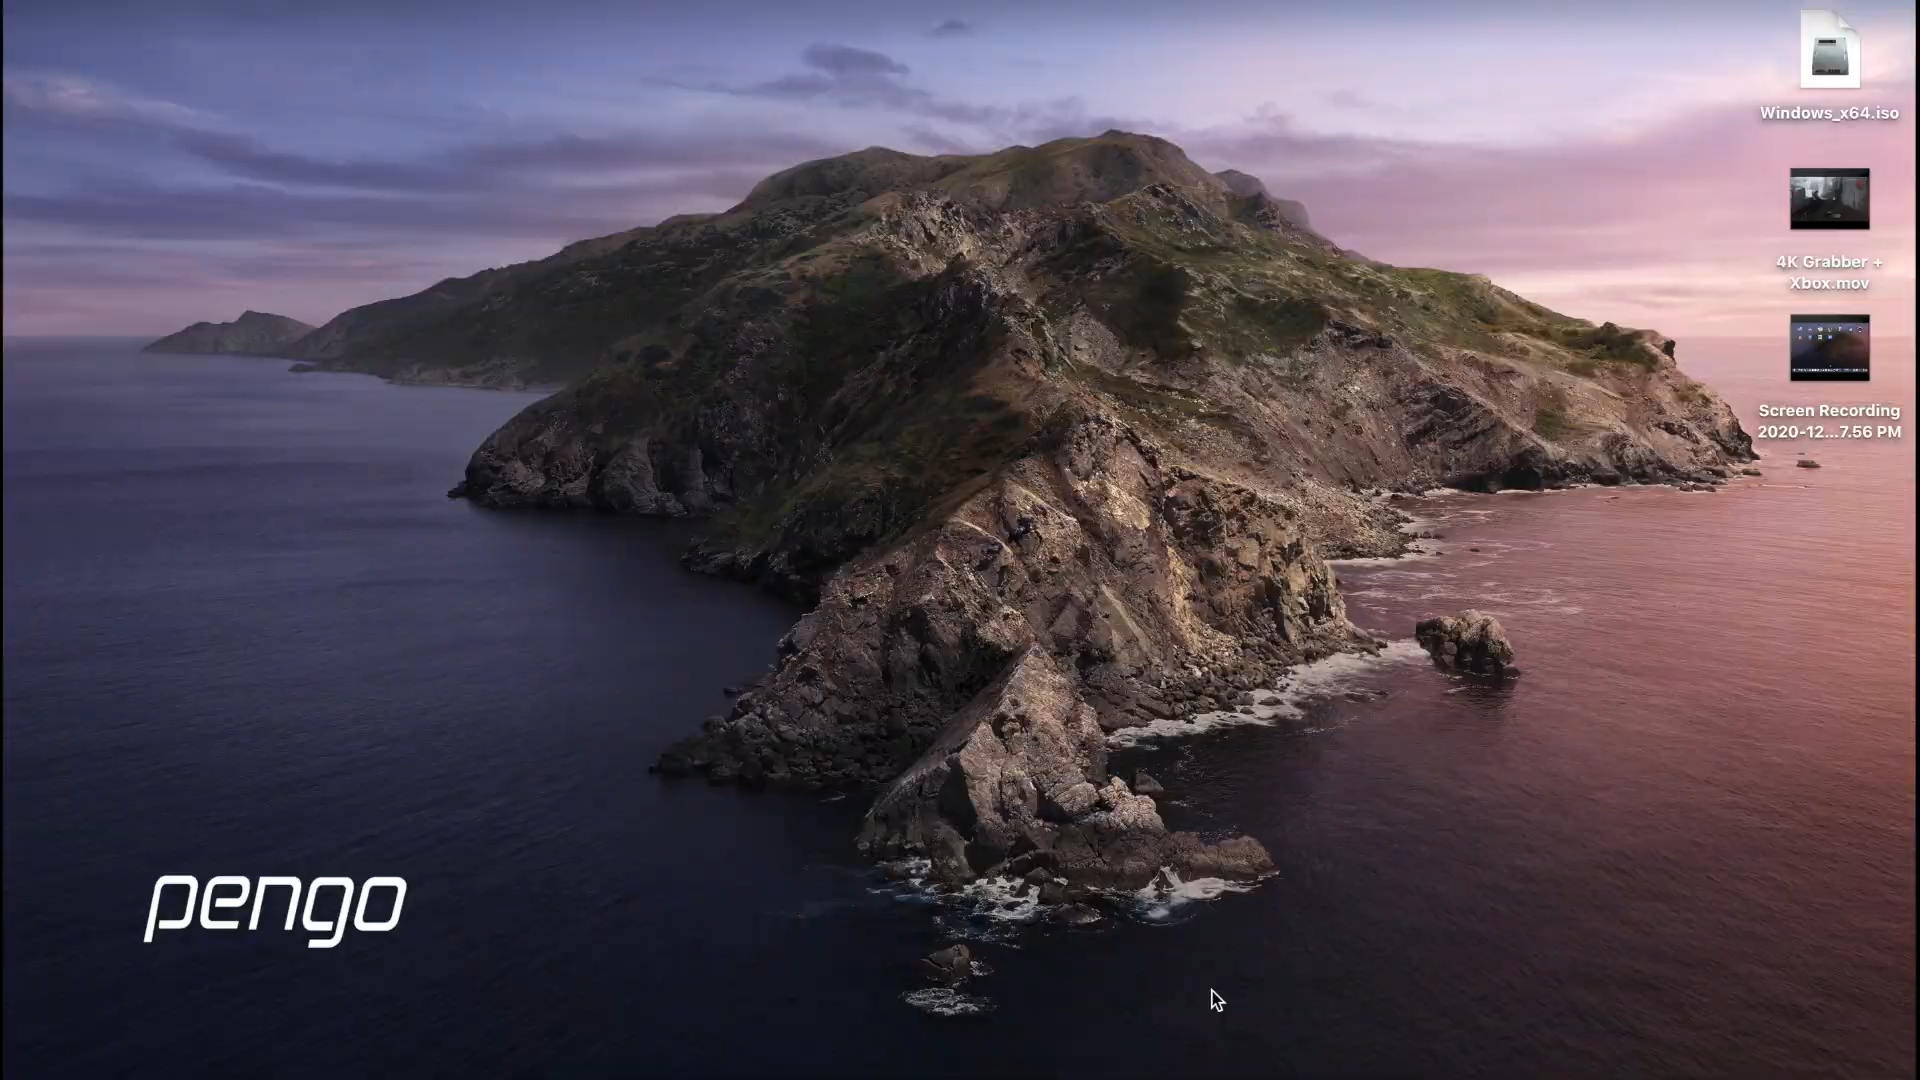 Windows_x64.iso
4K Grabber +
Xbox.mov
Screen Recording
2020-12...7.56 PM
pengo